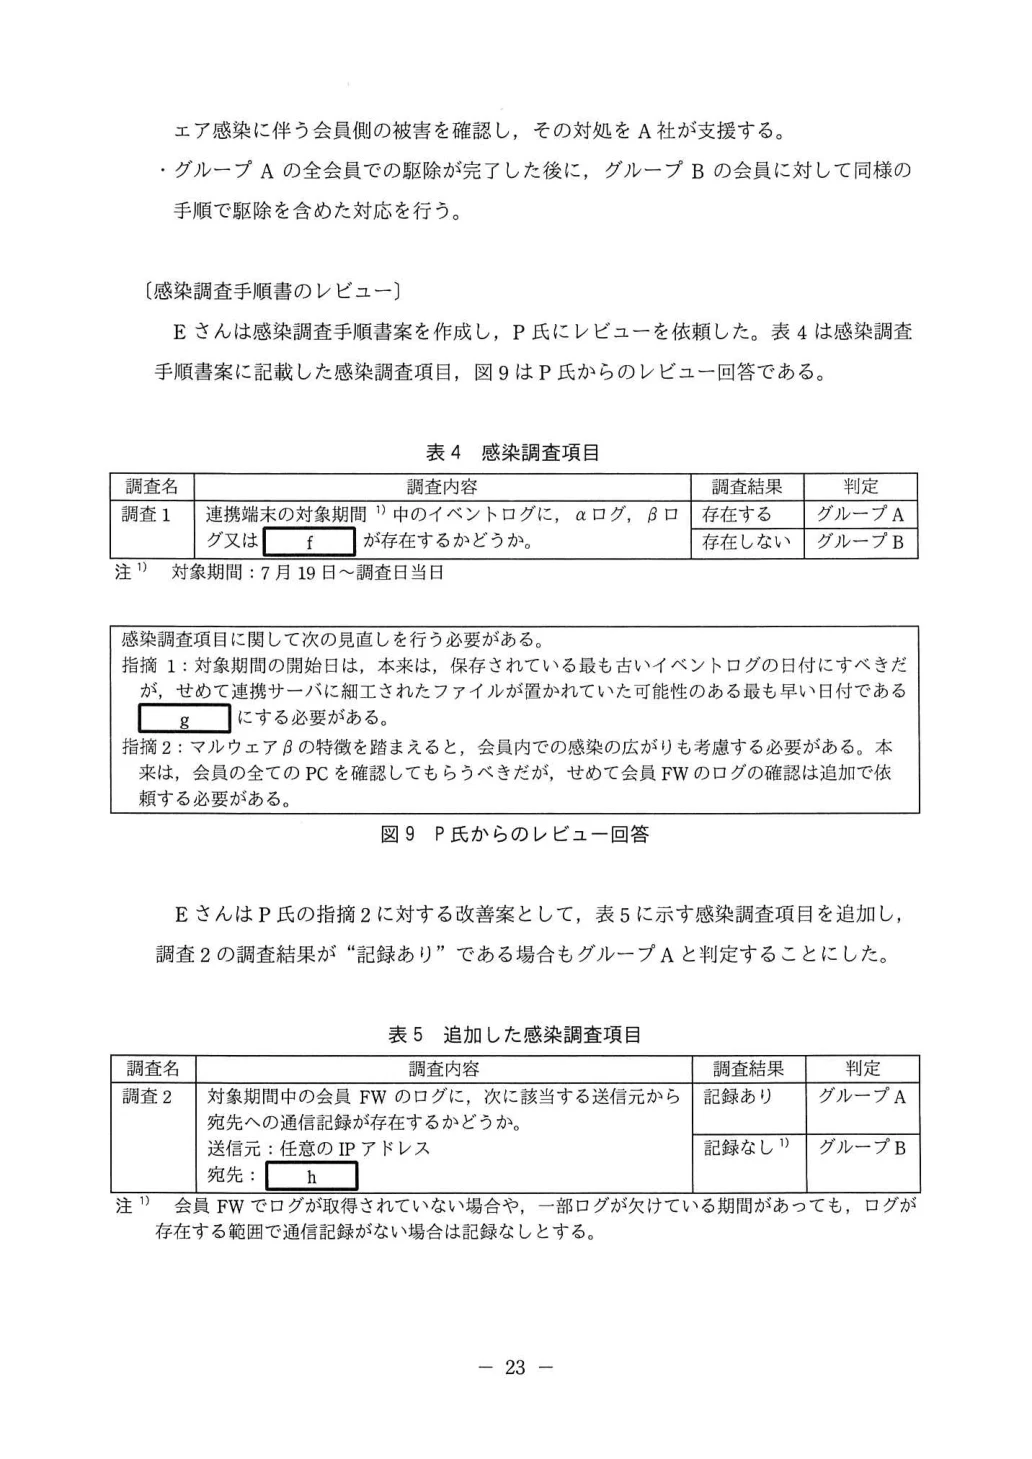 ェア感染に伴う会員側の被害を確認し，その対処を A 社が支援する。
・グループ A の全会員での駆除が完了した後に，グループ B の会員に対して同様の
手順で駆除を含めた対応を行う。
〔感染調査手順書のレビュー〕
E さんは感染調査手順書案を作成し，P 氏にレビューを依頼した。表 4 は感染調査
手順書案に記載した感染調査項目，図 9 は P 氏からのレビュー回答である。
表 4　感染調査項目
調査名 調査内容 調査結果 判定
調査 1 連携端末の対象期間 1) 中のイベントログに，αログ，βロ 存在する グループ A
グ又は f が存在するかどうか。 存在しない グループ B
注 1)　対象期間：7 月 19 日～調査日当日
感染調査項目に関して次の見直しを行う必要がある。
指摘 1：対象期間の開始日は，本来は，保存されている最も古いイベントログの日付にすべきだ
が，せめて連携サーバに細工されたファイルが置かれていた可能性のある最も早い日付である
g にする必要がある。
指摘 2：マルウェアβの特徴を踏まえると，会員内での感染の広がりも考慮する必要がある。本
来は，会員の全ての PC を確認してもらうべきだが，せめて会員 FW のログの確認は追加で依
頼する必要がある。
図 9　P 氏からのレビュー回答
E さんは P 氏の指摘 2 に対する改善案として，表 5 に示す感染調査項目を追加し，
調査 2 の調査結果が“記録あり”である場合もグループ A と判定することにした。
表 5　追加した感染調査項目
調査名 調査内容 調査結果 判定
調査 2 対象期間中の会員 FW のログに，次に該当する送信元から 記録あり グループ A
宛先への通信記録が存在するかどうか。
送信元：任意の IP アドレス 記録なし 1) グループ B
宛先： h
注 1)　会員 FW でログが取得されていない場合や，一部ログが欠けている期間があっても，ログが
存在する範囲で通信記録がない場合は記録なしとする。
－ 23 －